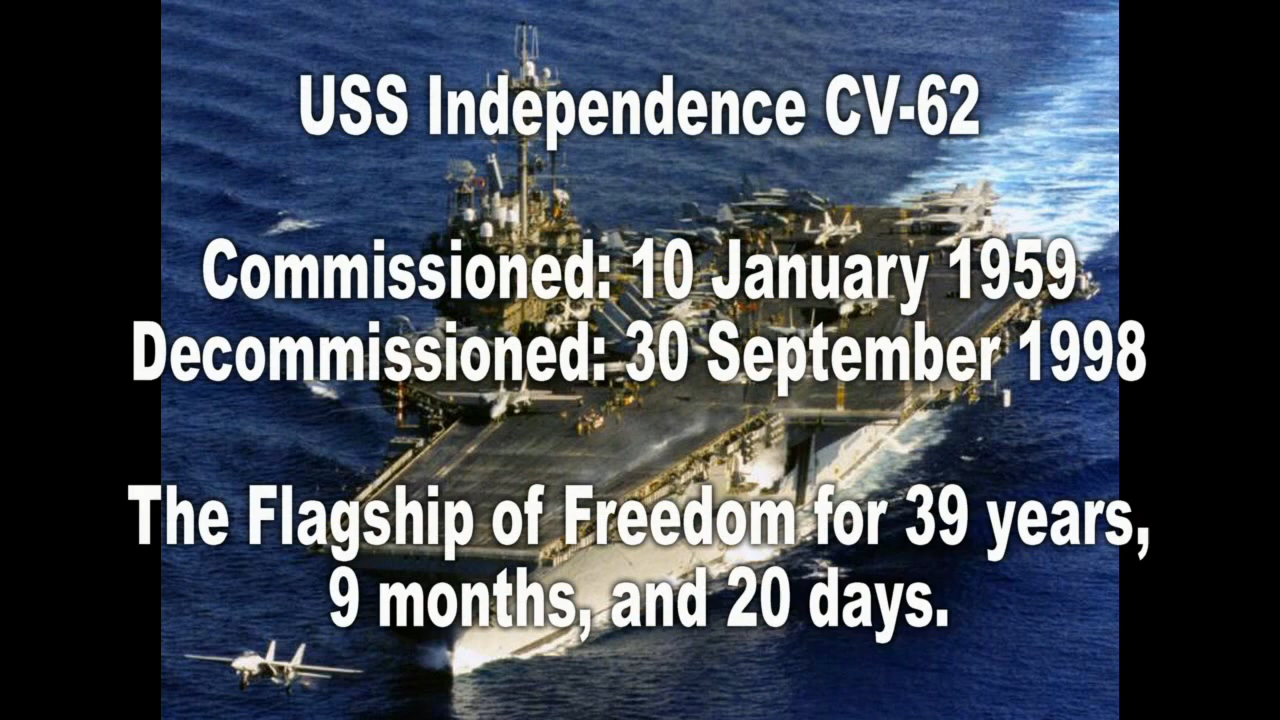 USS Independence CV-62
Commissioned: 10 January 1959
Decommissioned: 30 September 1998
The Flagship of Freedom for 39 years,
9 months, and 20 days.